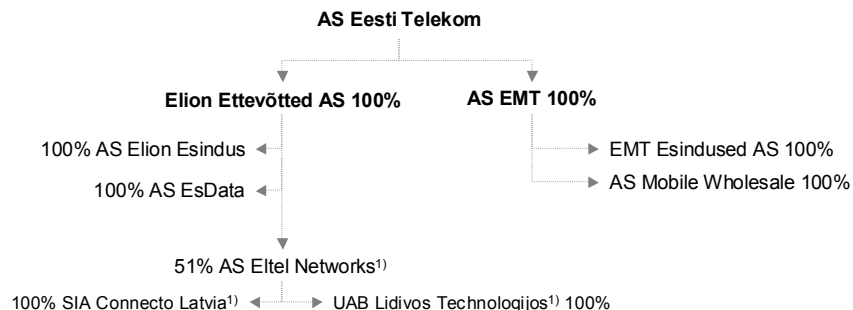 AS Eesti Telekom
Elion Ettevõtted AS 100%
AS EMT 100%
100% AS Elion Esindus
EMT Esindused AS 100%
100% AS EsData
AS Mobile Wholesale 100%
51% AS Eltel Networks1)
100% SIA Connecto Latvia1)
UAB Lidivos Technologijos1) 100%